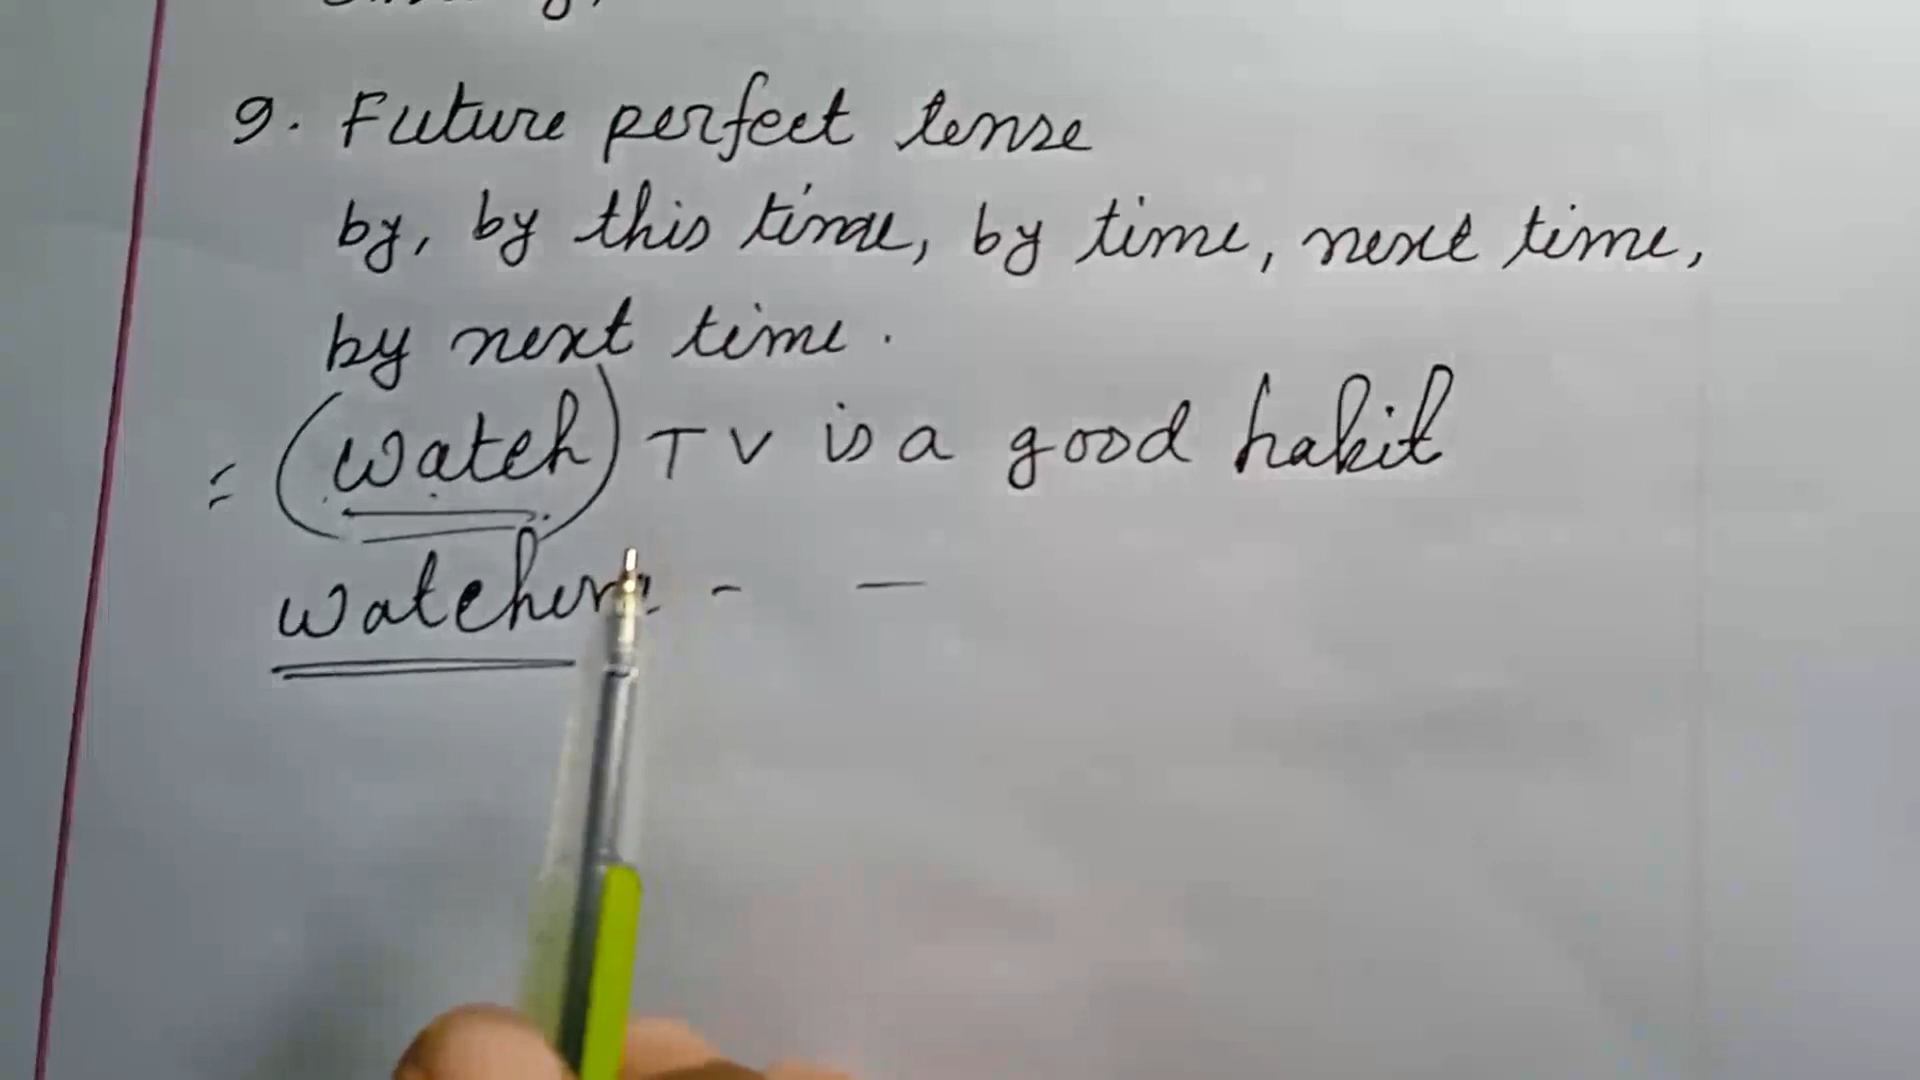 9. Future perfect tense
by, by this time, by time, next time,
by next time.
= (watch) TV is a good habit
- —